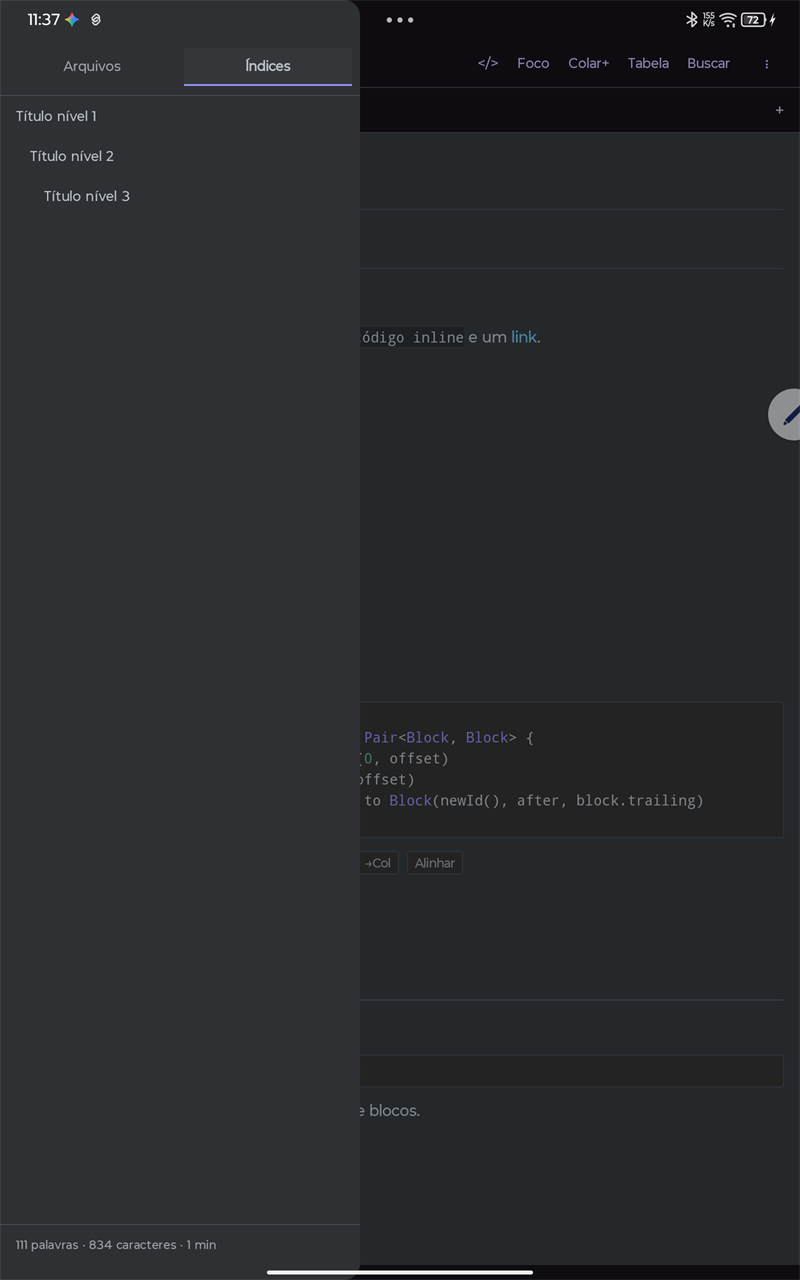 11:37
155
K/s
72
Arquivos
Índices
</>
Foco
Colar+
Tabela
Buscar
+
Título nível 1
Título nível 2
Título nível 3
código inline e um link.
Pair<Block, Block> {
(0, offset)
offset)
to Block(newId(), after, block.trailing)
→Col
Alinhar
e blocos.
111 palavras · 834 caracteres · 1 min